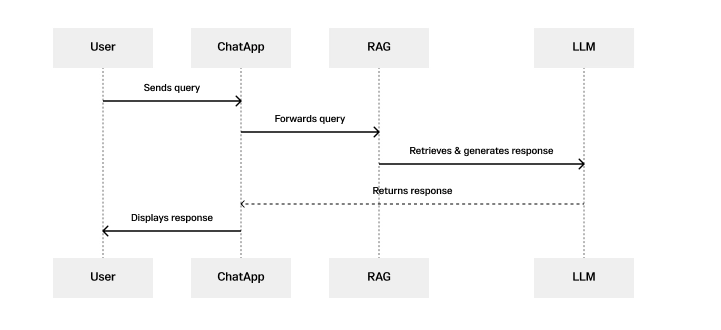 User
ChatApp
RAG
LLM
Sends query
Forwards query
Retrieves & generates response
Returns response
Displays response
User
ChatApp
RAG
LLM